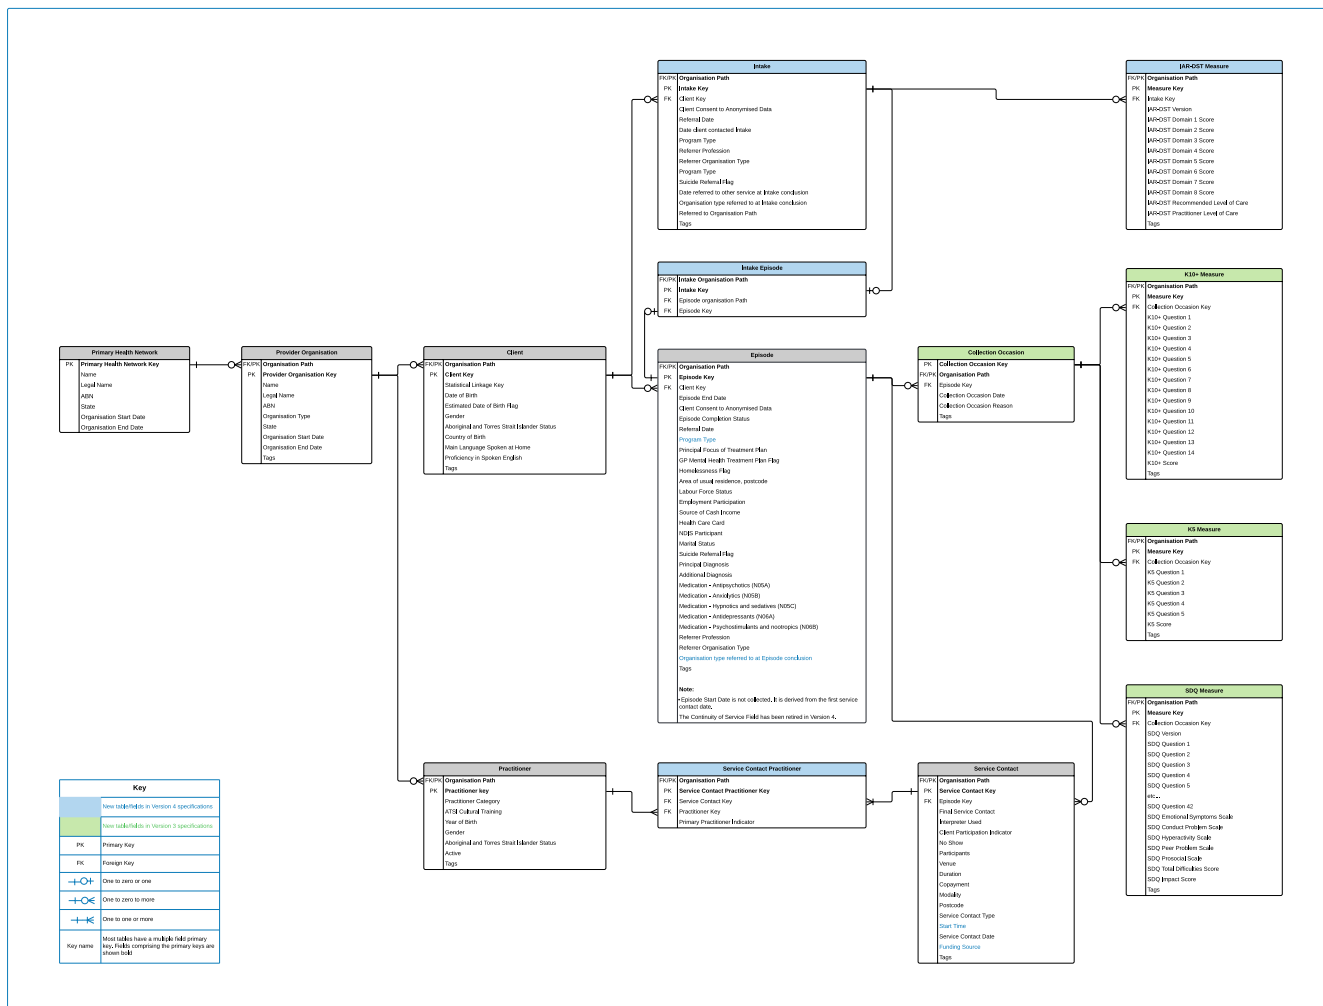 Intake
FK/PK Organisation Path
PK Intake Key
FK Client Key
Client Consent to Anonymised Data
Referral Date
Date client contacted Intake
Program Type
Referrer Profession
Referrer Organisation Type
Program Type
Suicide Referral Flag
Date referred to other service at Intake conclusion
Organisation type referred to at Intake conclusion
Referred to Organisation Path
Tags
IAR-DST Measure
FK/PK Organisation Path
PK Measure Key
FK Intake Key
IAR-DST Version
IAR-DST Domain 1 Score
IAR-DST Domain 2 Score
IAR-DST Domain 3 Score
IAR-DST Domain 4 Score
IAR-DST Domain 5 Score
IAR-DST Domain 6 Score
IAR-DST Domain 7 Score
IAR-DST Domain 8 Score
IAR-DST Recommended Level of Care
IAR-DST Practitioner Level of Care
Tags
Intake Episode
FK/PK Intake Organisation Path
PK Intake Key
FK Episode organisation Path
FK Episode Key
K10+ Measure
FK/PK Organisation Path
PK Measure Key
FK Collection Occasion Key
K10+ Question 1
K10+ Question 2
K10+ Question 3
K10+ Question 4
K10+ Question 5
K10+ Question 6
K10+ Question 7
K10+ Question 8
K10+ Question 9
K10+ Question 10
K10+ Question 11
K10+ Question 12
K10+ Question 13
K10+ Question 14
K10+ Score
Tags
Primary Health Network
PK Primary Health Network Key
Name
Legal Name
ABN
State
Organisation Start Date
Organisation End Date
Provider Organisation
FK/PK Organisation Path
PK Provider Organisation Key
Name
Legal Name
ABN
Organisation Type
State
Organisation Start Date
Organisation End Date
Tags
Client
FK/PK Organisation Path
PK Client Key
Statistical Linkage Key
Date of Birth
Estimated Date of Birth Flag
Gender
Aboriginal and Torres Strait Islander Status
Country of Birth
Main Language Spoken at Home
Proficiency in Spoken English
Tags
Episode
FK/PK Organisation Path
PK Episode Key
FK Client Key
Episode End Date
Client Consent to Anonymised Data
Episode Completion Status
Referral Date
Program Type
Principal Focus of Treatment Plan
GP Mental Health Treatment Plan Flag
Homelessness Flag
Area of usual residence, postcode
Labour Force Status
Employment Participation
Source of Cash Income
Health Care Card
NDIS Participant
Marital Status
Suicide Referral Flag
Principal Diagnosis
Additional Diagnosis
Medication - Antipsychotics (N05A)
Medication - Anxiolytics (N05B)
Medication - Hypnotics and sedatives (N05C)
Medication - Antidepressants (N06A)
Medication - Psychostimulants and nootropics (N06B)
Referrer Profession
Referrer Organisation Type
Organisation type referred to at Episode conclusion
Tags
Note:
• Episode Start Date is not collected. It is derived from the first service
contact date.
The Continuity of Service Field has been retired in Version 4.
Collection Occasion
PK Collection Occasion Key
FK/PK Organisation Path
FK Episode Key
Collection Occasion Date
Collection Occasion Reason
Tags
K5 Measure
FK/PK Organisation Path
PK Measure Key
FK Collection Occasion Key
K5 Question 1
K5 Question 2
K5 Question 3
K5 Question 4
K5 Question 5
K5 Score
Tags
SDQ Measure
FK/PK Organisation Path
PK Measure Key
FK Collection Occasion Key
SDQ Version
SDQ Question 1
SDQ Question 2
SDQ Question 3
SDQ Question 4
SDQ Question 5
etc...
SDQ Question 42
SDQ Emotional Symptoms Scale
SDQ Conduct Problem Scale
SDQ Hyperactivity Scale
SDQ Peer Problem Scale
SDQ Prosocial Scale
SDQ Total Difficulties Score
SDQ Impact Score
Tags
Practitioner
FK/PK Organisation Path
PK Practitioner key
Practitioner Category
ATSI Cultural Training
Year of Birth
Gender
Aboriginal and Torres Strait Islander Status
Active
Tags
Service Contact Practitioner
FK/PK Organisation Path
PK Service Contact Practitioner Key
FK Service Contact Key
FK Practitioner Key
Primary Practitioner Indicator
Service Contact
FK/PK Organisation Path
PK Service Contact Key
FK Episode Key
Final Service Contact
Interpreter Used
Client Participation Indicator
No Show
Participants
Venue
Duration
Copayment
Modality
Postcode
Service Contact Type
Start Time
Service Contact Date
Funding Source
Tags
Key
New table/fields in Version 4 specifications
New table/fields in Version 3 specifications
PK Primary Key
FK Foreign Key
One to zero or one
One to zero to more
One to one or more
Key name Most tables have a multiple field primary
key. Fields comprising the primary keys are
shown bold